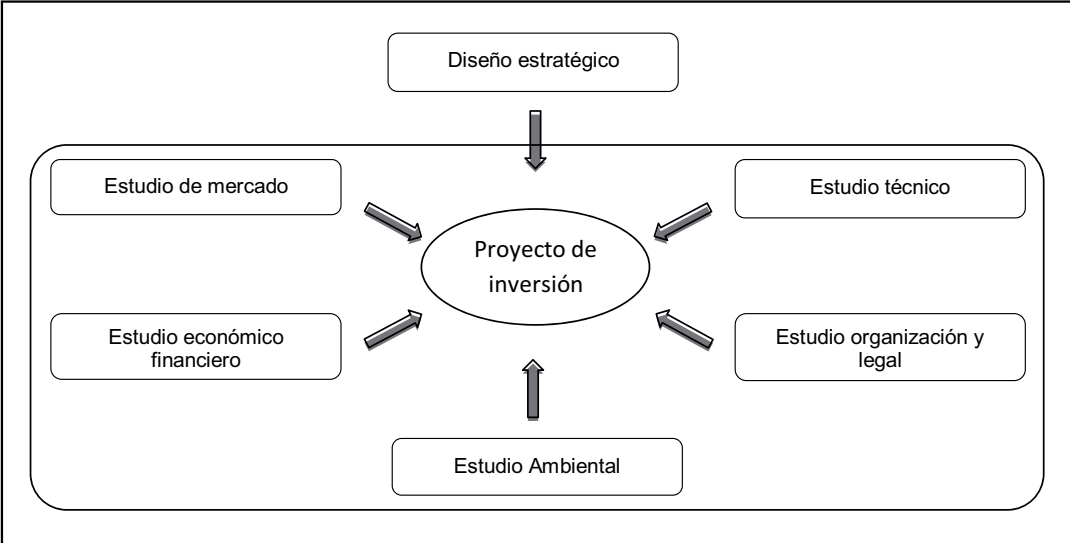 Diseño estratégico
Estudio de mercado
Estudio técnico
Proyecto de
inversión
Estudio económico
financiero
Estudio organización y
legal
Estudio Ambiental